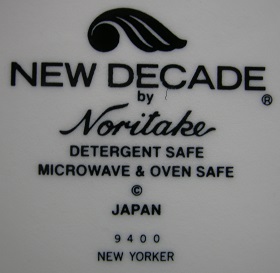 NEW DECADE®
by
Noritake
DETERGENT SAFE
MICROWAVE & OVEN SAFE
©
JAPAN
9400
NEW YORKER